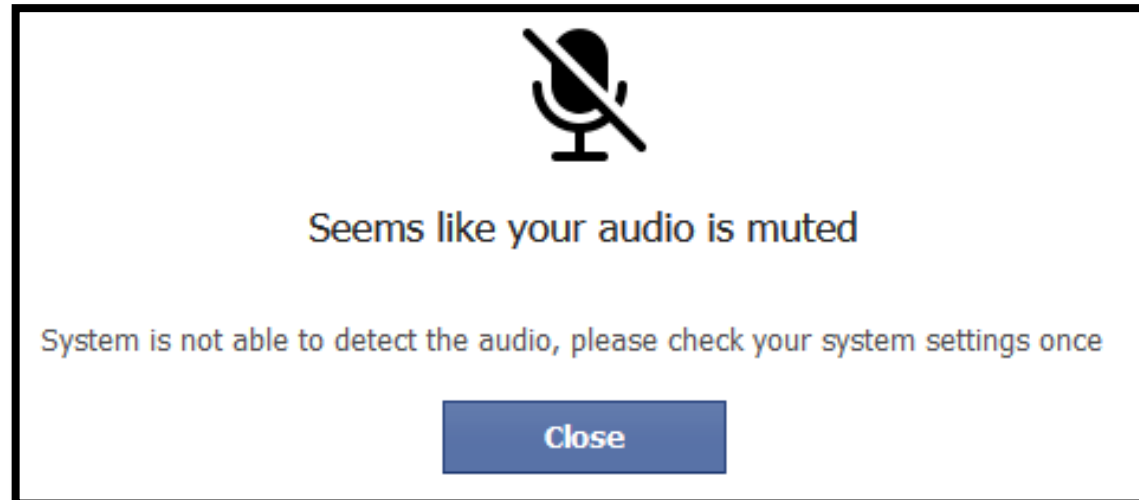 Seems like your audio is muted
System is not able to detect the audio, please check your system settings once
Close